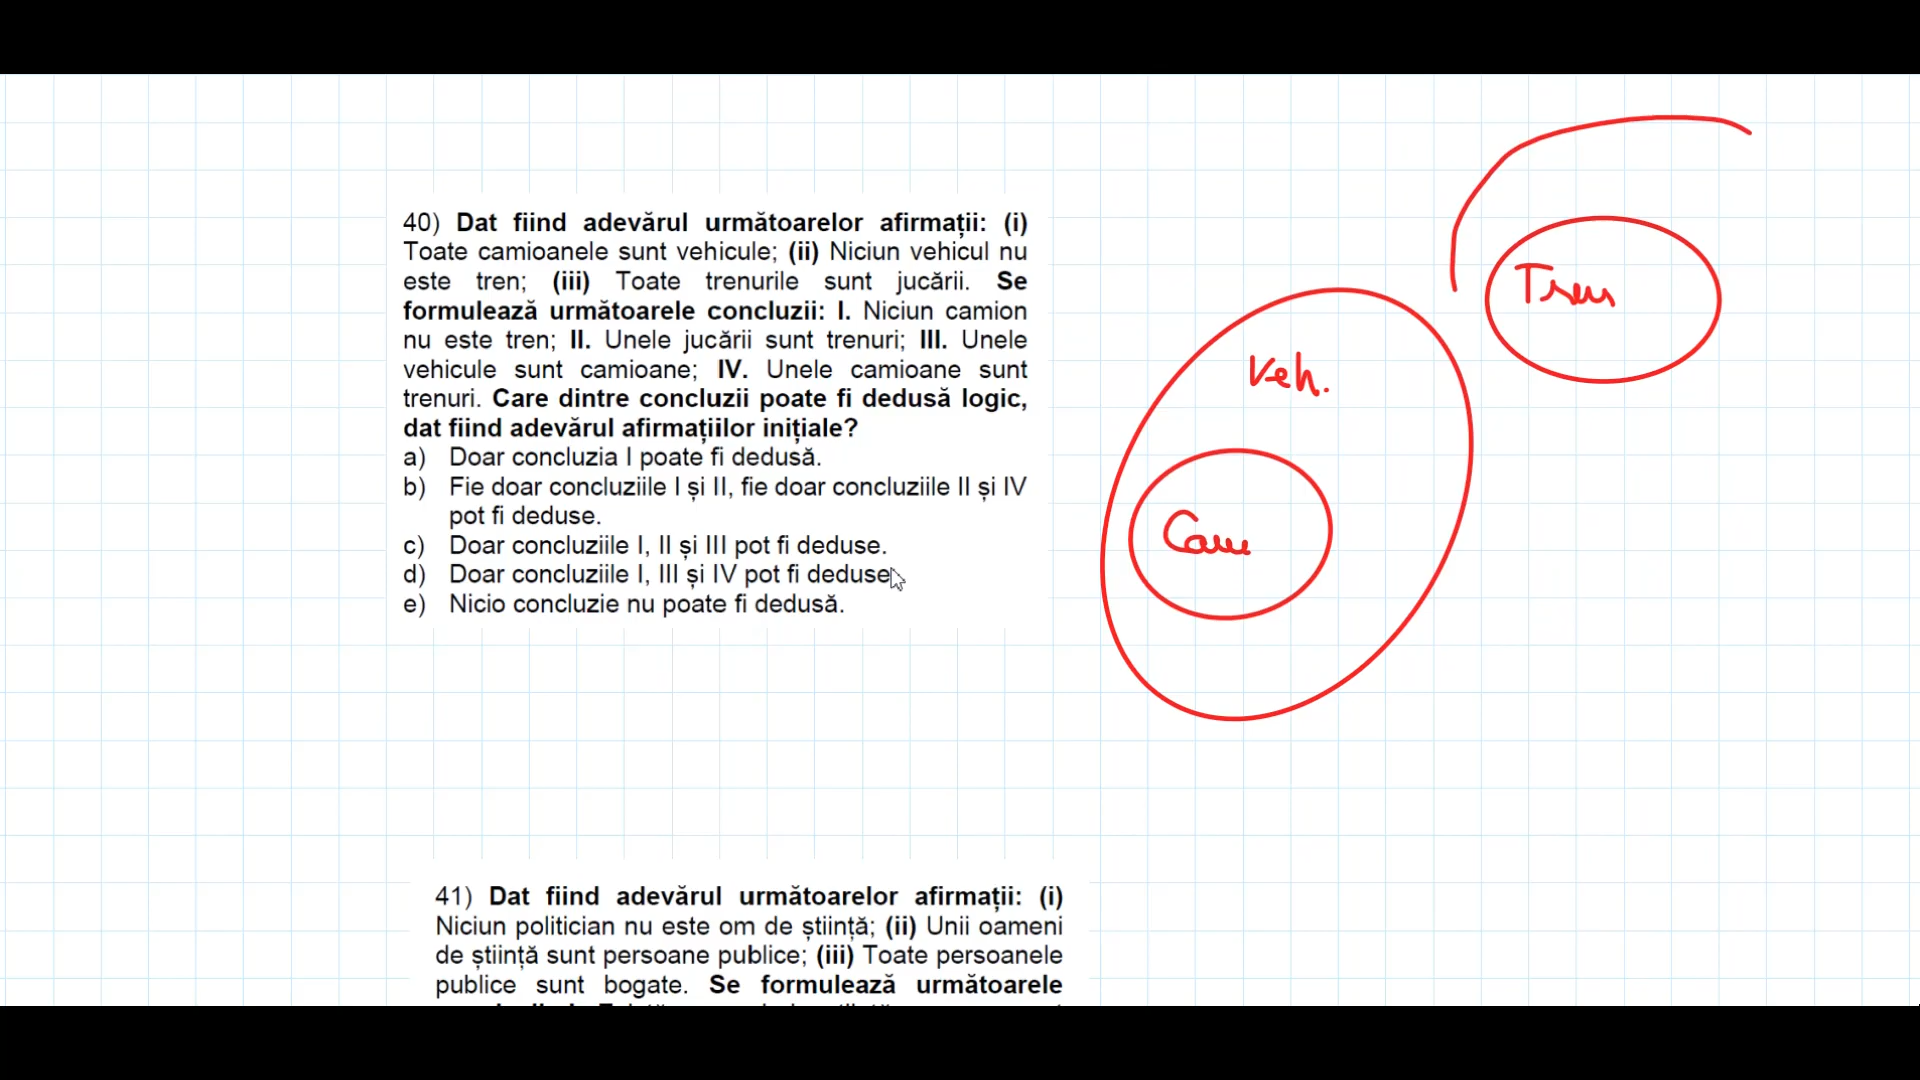 40) Dat fiind adevărul următoarelor afirmații: (i)
Toate camioanele sunt vehicule; (ii) Niciun vehicul nu
este tren; (iii) Toate trenurile sunt jucării. Se
formulează următoarele concluzii: I. Niciun camion
nu este tren; II. Unele jucării sunt trenuri; III. Unele
vehicule sunt camioane; IV. Unele camioane sunt
trenuri. Care dintre concluzii poate fi dedusă logic,
dat fiind adevărul afirmațiilor inițiale?
a) Doar concluzia I poate fi dedusă.
b) Fie doar concluziile I și II, fie doar concluziile II și IV
pot fi deduse.
c) Doar concluziile I, II și III pot fi deduse.
d) Doar concluziile I, III și IV pot fi deduse
e) Nicio concluzie nu poate fi dedusă.
Tren
Veh.
Cam
41) Dat fiind adevărul următoarelor afirmații: (i)
Niciun politician nu este om de știință; (ii) Unii oameni
de știință sunt persoane publice; (iii) Toate persoanele
publice sunt bogate. Se formulează următoarele